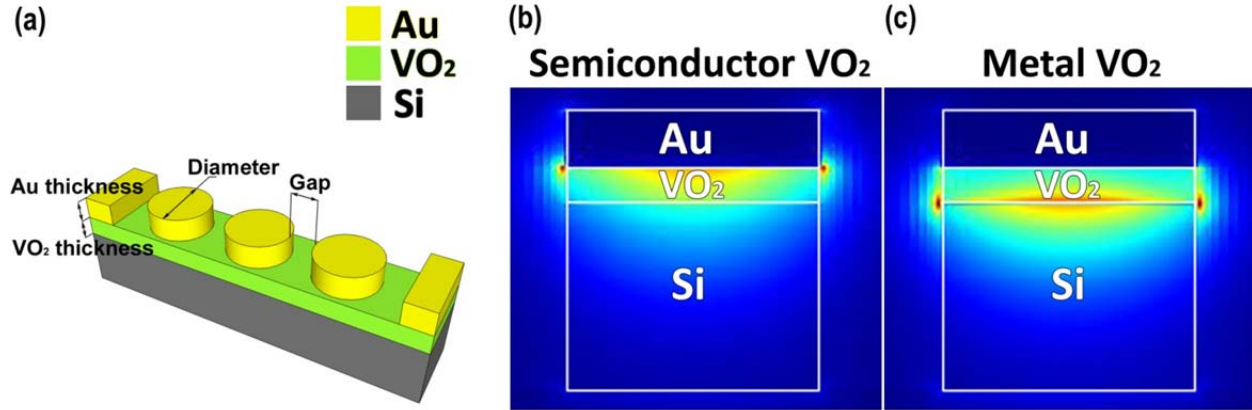 (a)
Au
VO₂
Si
Diameter
Gap
Au thickness
VO₂ thickness
(b)
Semiconductor VO₂
Au
VO₂
Si
(c)
Metal VO₂
Au
VO₂
Si